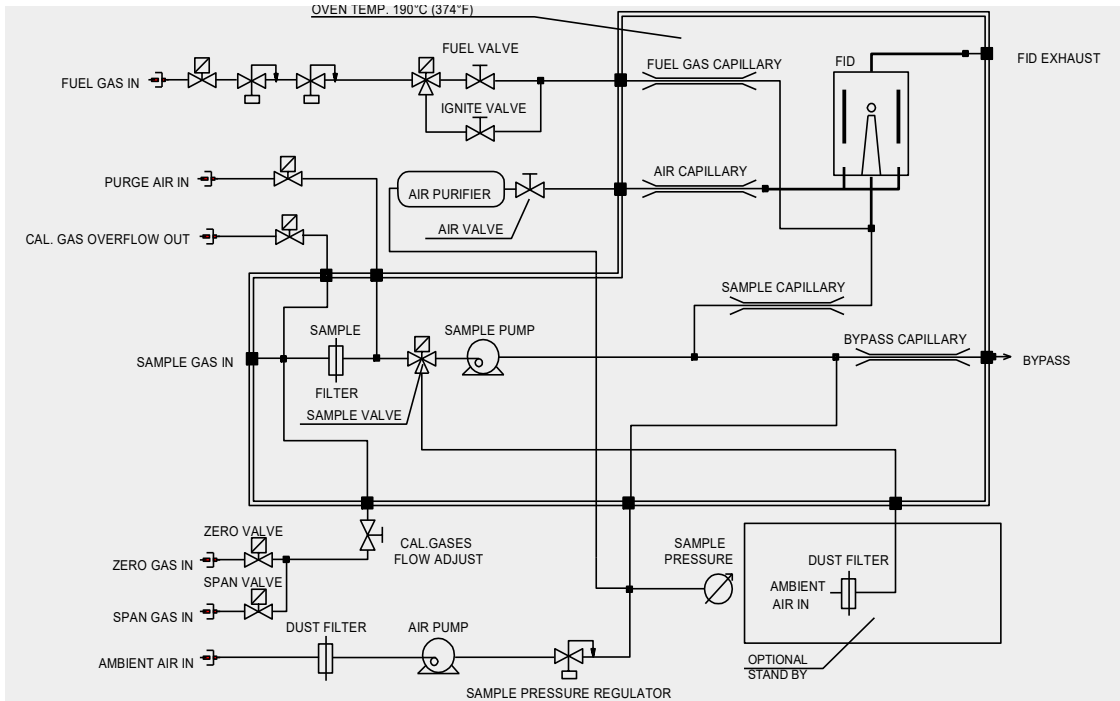 OVEN TEMP. 190°C (374°F)
FUEL VALVE
FUEL GAS IN
FUEL GAS CAPILLARY
FID
FID EXHAUST
IGNITE VALVE
PURGE AIR IN
AIR PURIFIER
AIR CAPILLARY
AIR VALVE
CAL. GAS OVERFLOW OUT
SAMPLE CAPILLARY
SAMPLE
FILTER
SAMPLE PUMP
BYPASS CAPILLARY
SAMPLE GAS IN
BYPASS
SAMPLE VALVE
ZERO VALVE
ZERO GAS IN
CAL.GASES
FLOW ADJUST
SAMPLE
PRESSURE
SPAN VALVE
SPAN GAS IN
DUST FILTER
AMBIENT
AIR IN
DUST FILTER
AIR PUMP
AMBIENT AIR IN
SAMPLE PRESSURE REGULATOR
OPTIONAL
STAND BY